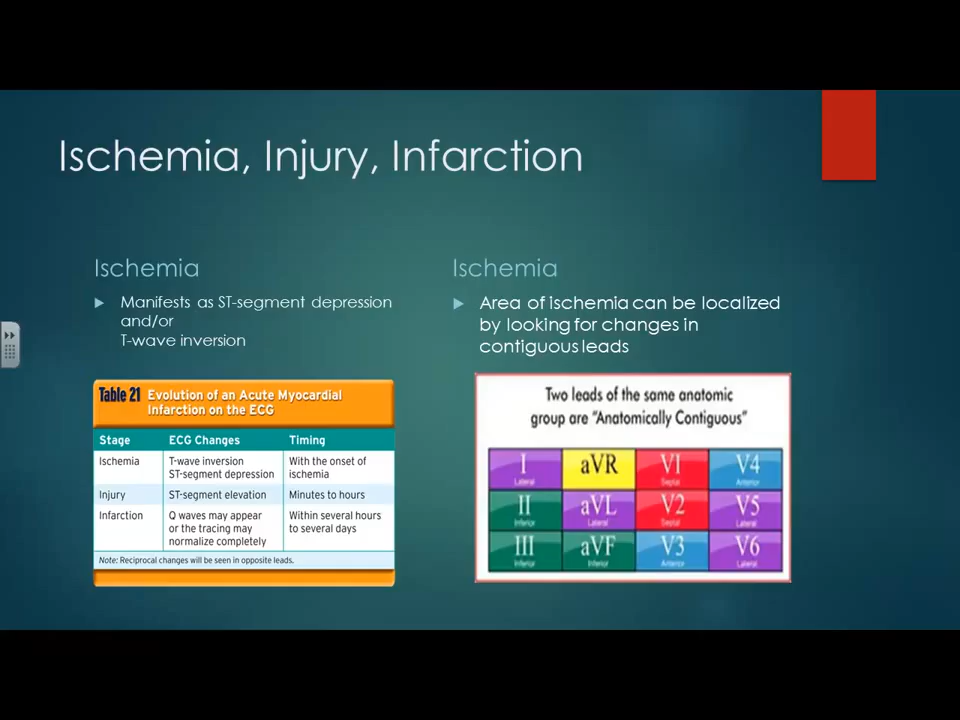 Ischemia, Injury, Infarction
Ischemia
Manifests as ST-segment depression
and/or
T-wave inversion
Table 21 Evolution of an Acute Myocardial
Infarction on the ECG
Stage ECG Changes Timing
Ischemia T-wave inversion With the onset of
ST-segment depression ischemia
Injury ST-segment elevation Minutes to hours
Infarction Q waves may appear Within several hours
or the tracing may to several days
normalize completely
Note: Reciprocal changes will be seen in opposite leads.
Ischemia
Area of ischemia can be localized
by looking for changes in
contiguous leads
Two leads of the same anatomic
group are "Anatomically Contiguous"
I aVR V1 V4
Lateral Septal Anterior
II aVL V2 V5
Inferior Lateral Septal Lateral
III aVF V3 V6
Inferior Inferior Anterior Lateral